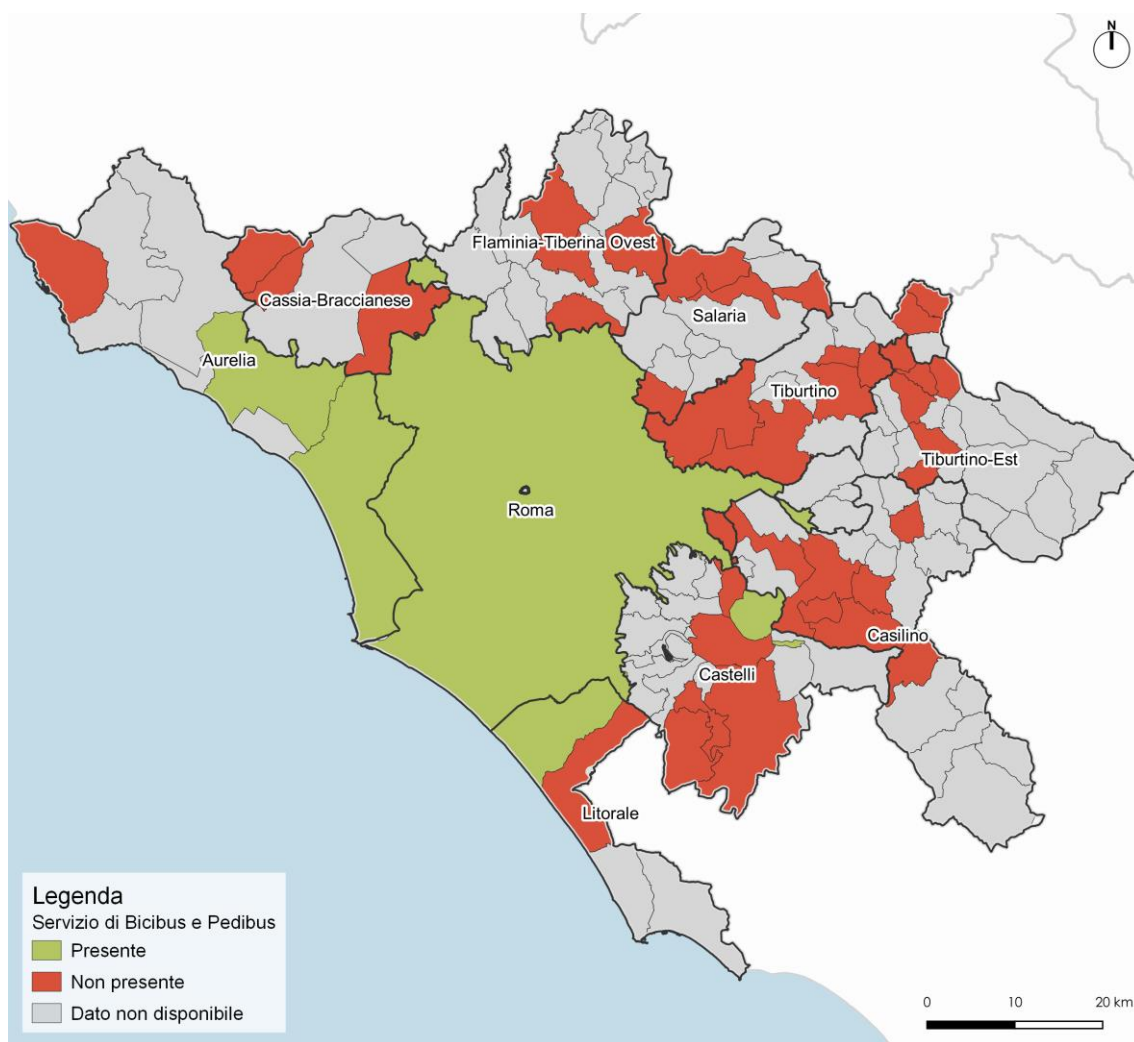 N
Flaminia-Tiberina Ovest
Cassia-Braccianese
Salaria
Aurelia
Tiburtino
Tiburtino-Est
Roma
Casilino
Castelli
Litorale
Legenda
Servizio di Bicibus e Pedibus
Presente
Non presente
Dato non disponibile
0 10 20 km